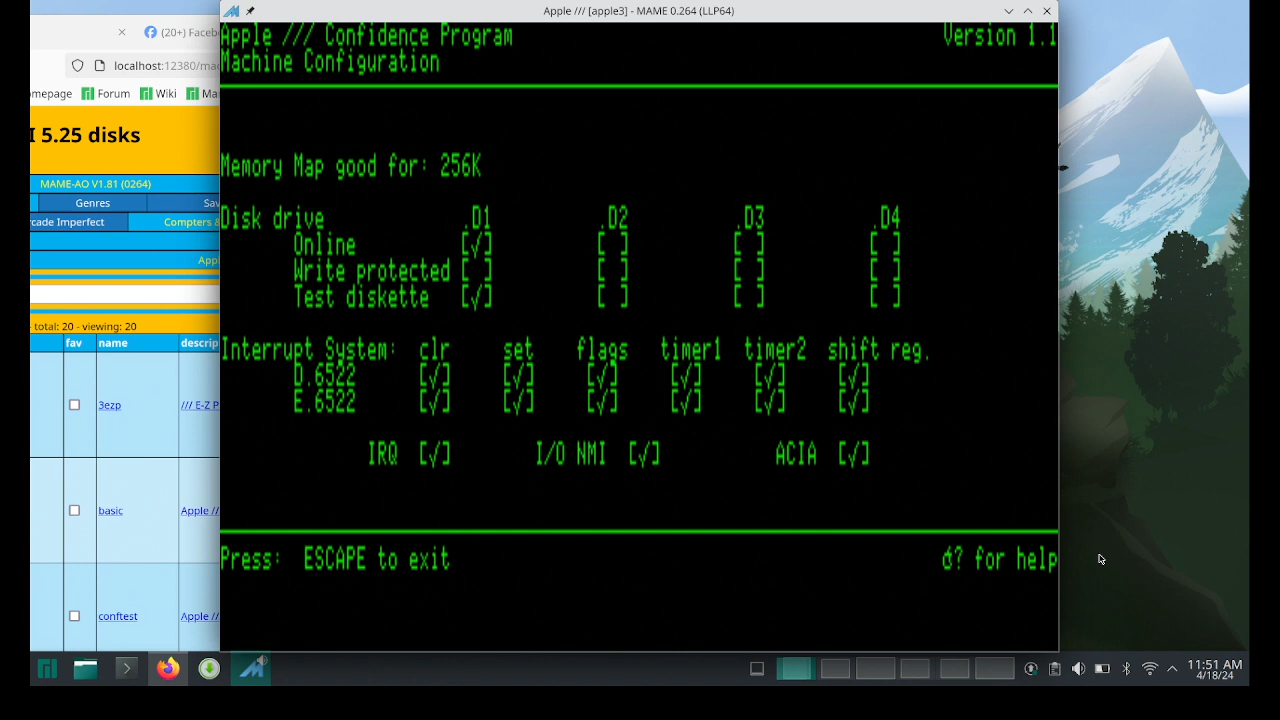 Apple /// [apple3] - MAME 0.264 (LLP64)
(20+) Faceb
localhost:12380/ma
mepage Forum Wiki Ma
I 5.25 disks
MAME-AO V1.81 (0264)
Genres Sav
cade Imperfect Compters &
Appl
- total: 20 - viewing: 20
fav name descrip
3ezp /// E-Z P
basic Apple //
conftest Apple //
Apple /// Confidence Program Version 1.1
Machine Configuration
Memory Map good for: 256K
Disk drive .D1 .D2 .D3 .D4
Online [√] [ ] [ ] [ ]
Write protected [ ] [ ] [ ] [ ]
Test diskette [√] [ ] [ ] [ ]
Interrupt System: clr set flags timer1 timer2 shift reg.
D.6522 [√] [√] [√] [√] [√] [√]
E.6522 [√] [√] [√] [√] [√] [√]
IRQ [√] I/O NMI [√] ACIA [√]
Press: ESCAPE to exit ? for help
11:51 AM
4/18/24